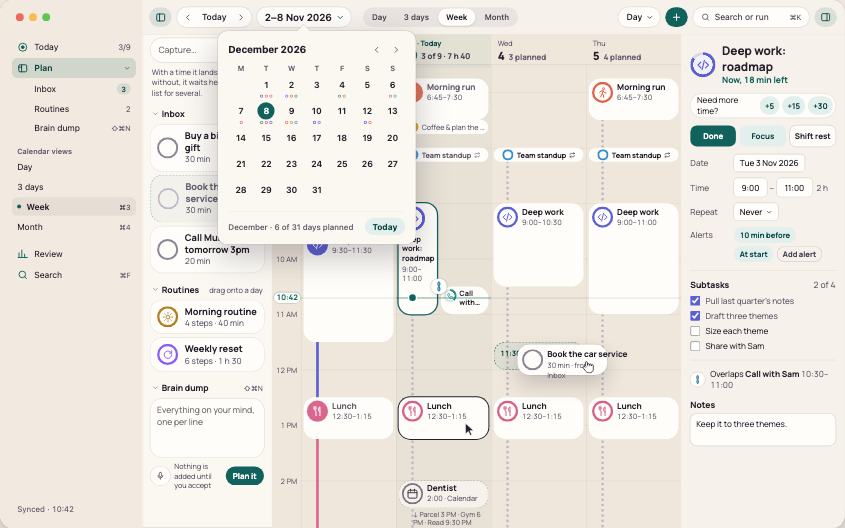 Today 3/9
Plan
Inbox 3
Routines 2
Brain dump ⇧⌘N
Calendar views
Day
3 days
Week ⌘3
Month ⌘4
Review
Search ⌘F
Synced · 10:42
Today
2–8 Nov 2026
Day
3 days
Week
Month
Day
Search or run ⌘K
Capture...
With a time it lands
without, it waits he
list for several.
Inbox
Buy a bi
gift
30 min
Book th
service
30 min
Call Mu
tomorrow 3pm
20 min
Routines drag onto a day
Morning routine
4 steps · 40 min
Weekly reset
6 steps · 1 h 30
Brain dump ⇧⌘N
Everything on your mind,
one per line
Nothing is
added until
you accept
Plan it
December 2026
M T W T F S S
1 2 3 4 5 6
7 8 9 10 11 12 13
14 15 16 17 18 19 20
21 22 23 24 25 26 27
28 29 30 31
December · 6 of 31 days planned
Today
· Today
3 of 9 · 7 h 40
Wed
4 3 planned
Thu
5 4 planned
ning run
7:30
Coffee & plan the ...
Team standup
Morning run
6:45–7:30
Team standup
Team standup
10 AM
10:42
11 AM
12 PM
1 PM
2 PM
9:30–11:30
work:
roadmap
9:00–
11:00
Call
with...
Deep work
9:00–10:30
Deep work
9:00–11:00
11:30
Book the car service
30 min · from
Inbox
Lunch
12:30–1:15
Lunch
12:30–1:15
Lunch
12:30–1:15
Lunch
12:30–1:15
Dentist
2:00 · Calendar
↓ Parcel 3 PM · Gym 6
PM · Read 9:30 PM
Deep work:
roadmap
Now, 18 min left
Need more
time?
+5 +15 +30
Done
Focus
Shift rest
Date Tue 3 Nov 2026
Time 9:00 – 11:00 2 h
Repeat Never
Alerts 10 min before
At start Add alert
Subtasks 2 of 4
Pull last quarter's notes
Draft three themes
Size each theme
Share with Sam
Overlaps Call with Sam 10:30–
11:00
Notes
Keep it to three themes.